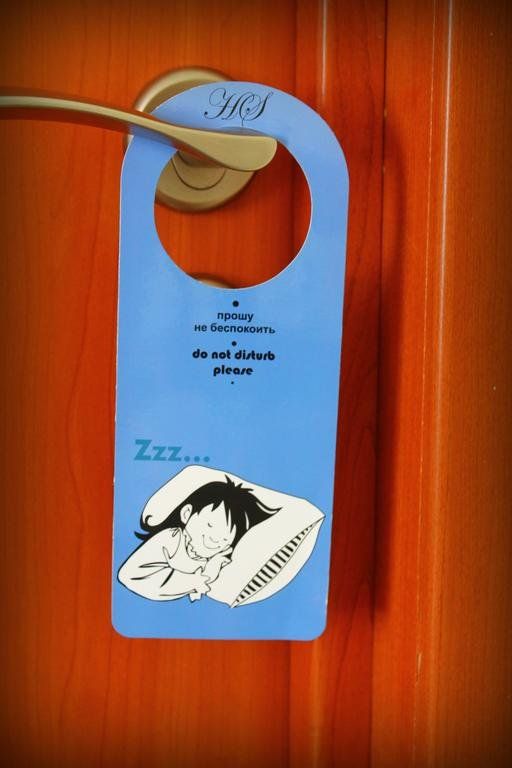 HS
прошу
не беспокоить
do not disturb
please
Zzz...